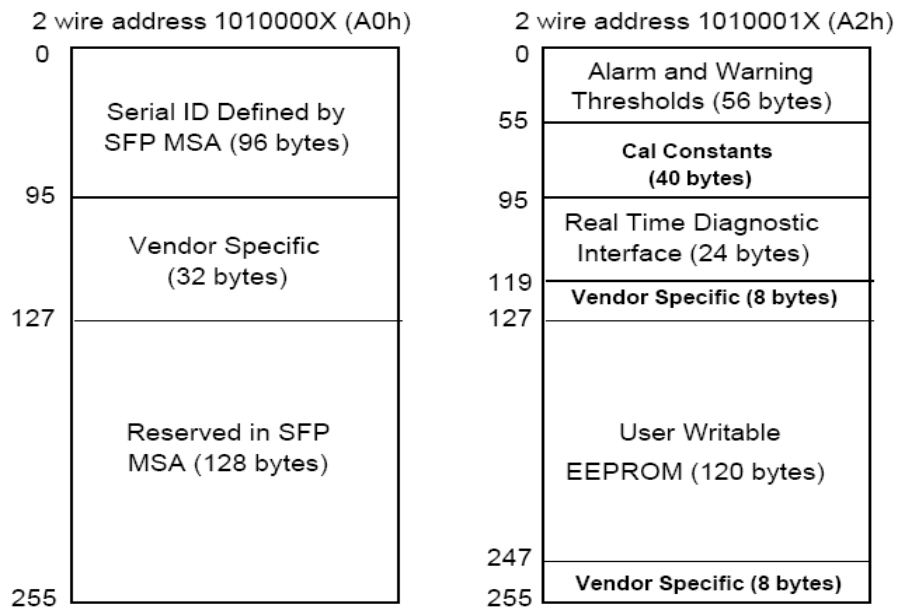 2 wire address 1010000X (A0h)
0
Serial ID Defined by
SFP MSA (96 bytes)
95
Vendor Specific
(32 bytes)
127
Reserved in SFP
MSA (128 bytes)
255
2 wire address 1010001X (A2h)
0
Alarm and Warning
Thresholds (56 bytes)
55
Cal Constants
(40 bytes)
95
Real Time Diagnostic
Interface (24 bytes)
119
Vendor Specific (8 bytes)
127
User Writable
EEPROM (120 bytes)
247
Vendor Specific (8 bytes)
255